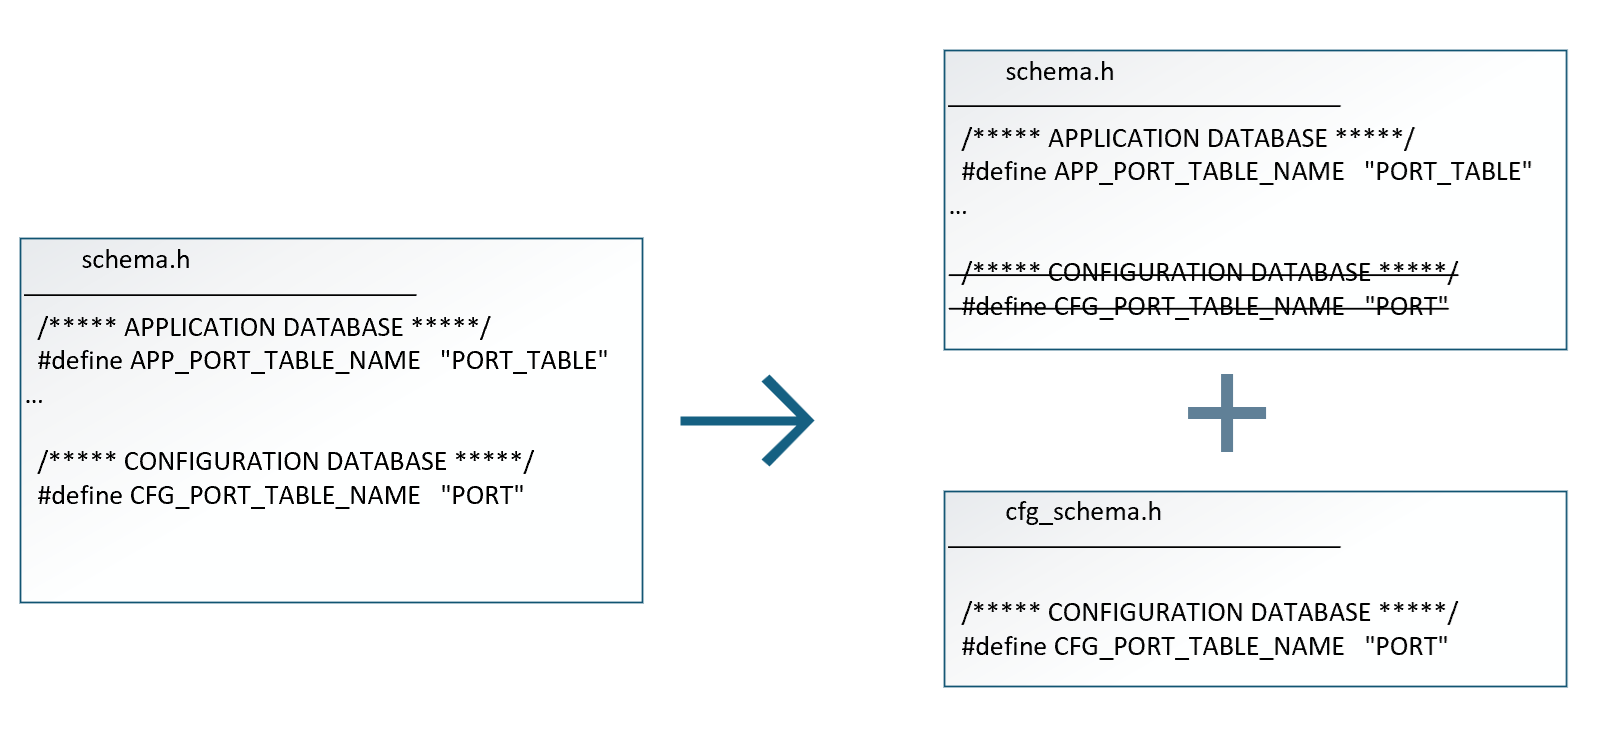 schema.h
/***** APPLICATION DATABASE *****/
#define APP_PORT_TABLE_NAME   "PORT_TABLE"
...
/***** CONFIGURATION DATABASE *****/
#define CFG_PORT_TABLE_NAME   "PORT"
schema.h
/***** APPLICATION DATABASE *****/
#define APP_PORT_TABLE_NAME   "PORT_TABLE"
...
/***** CONFIGURATION DATABASE *****/
#define CFG_PORT_TABLE_NAME   "PORT"
cfg_schema.h
/***** CONFIGURATION DATABASE *****/
#define CFG_PORT_TABLE_NAME   "PORT"